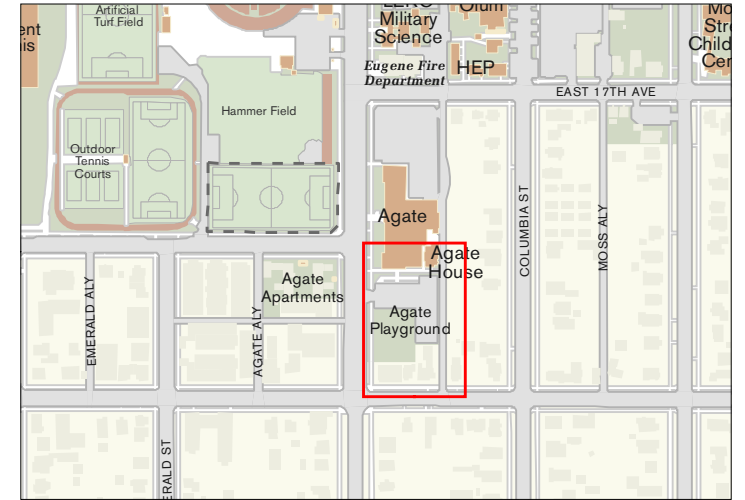 Artificial
Turf Field
Military
Science
Olum
Eugene Fire
Department
HEP
EAST 17TH AVE
Hammer Field
Outdoor
Tennis
Courts
Agate
Agate
House
Agate
Apartments
Agate
Playground
COLUMBIA ST
MOSS ALY
EMERALD ALY
AGATE ALY